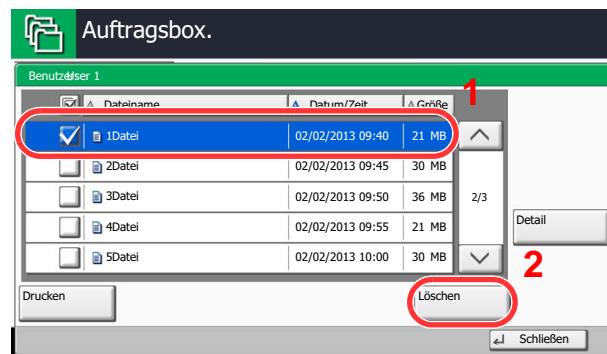 Auftragsbox.
Benutzer User 1
Dateiname Datum/Zeit Größe 1
1Datei 02/02/2013 09:40 21 MB
2Datei 02/02/2013 09:45 30 MB
3Datei 02/02/2013 09:50 36 MB 2/3
4Datei 02/02/2013 09:55 21 MB
Detail
5Datei 02/02/2013 10:00 30 MB 2
Drucken Löschen
Schließen